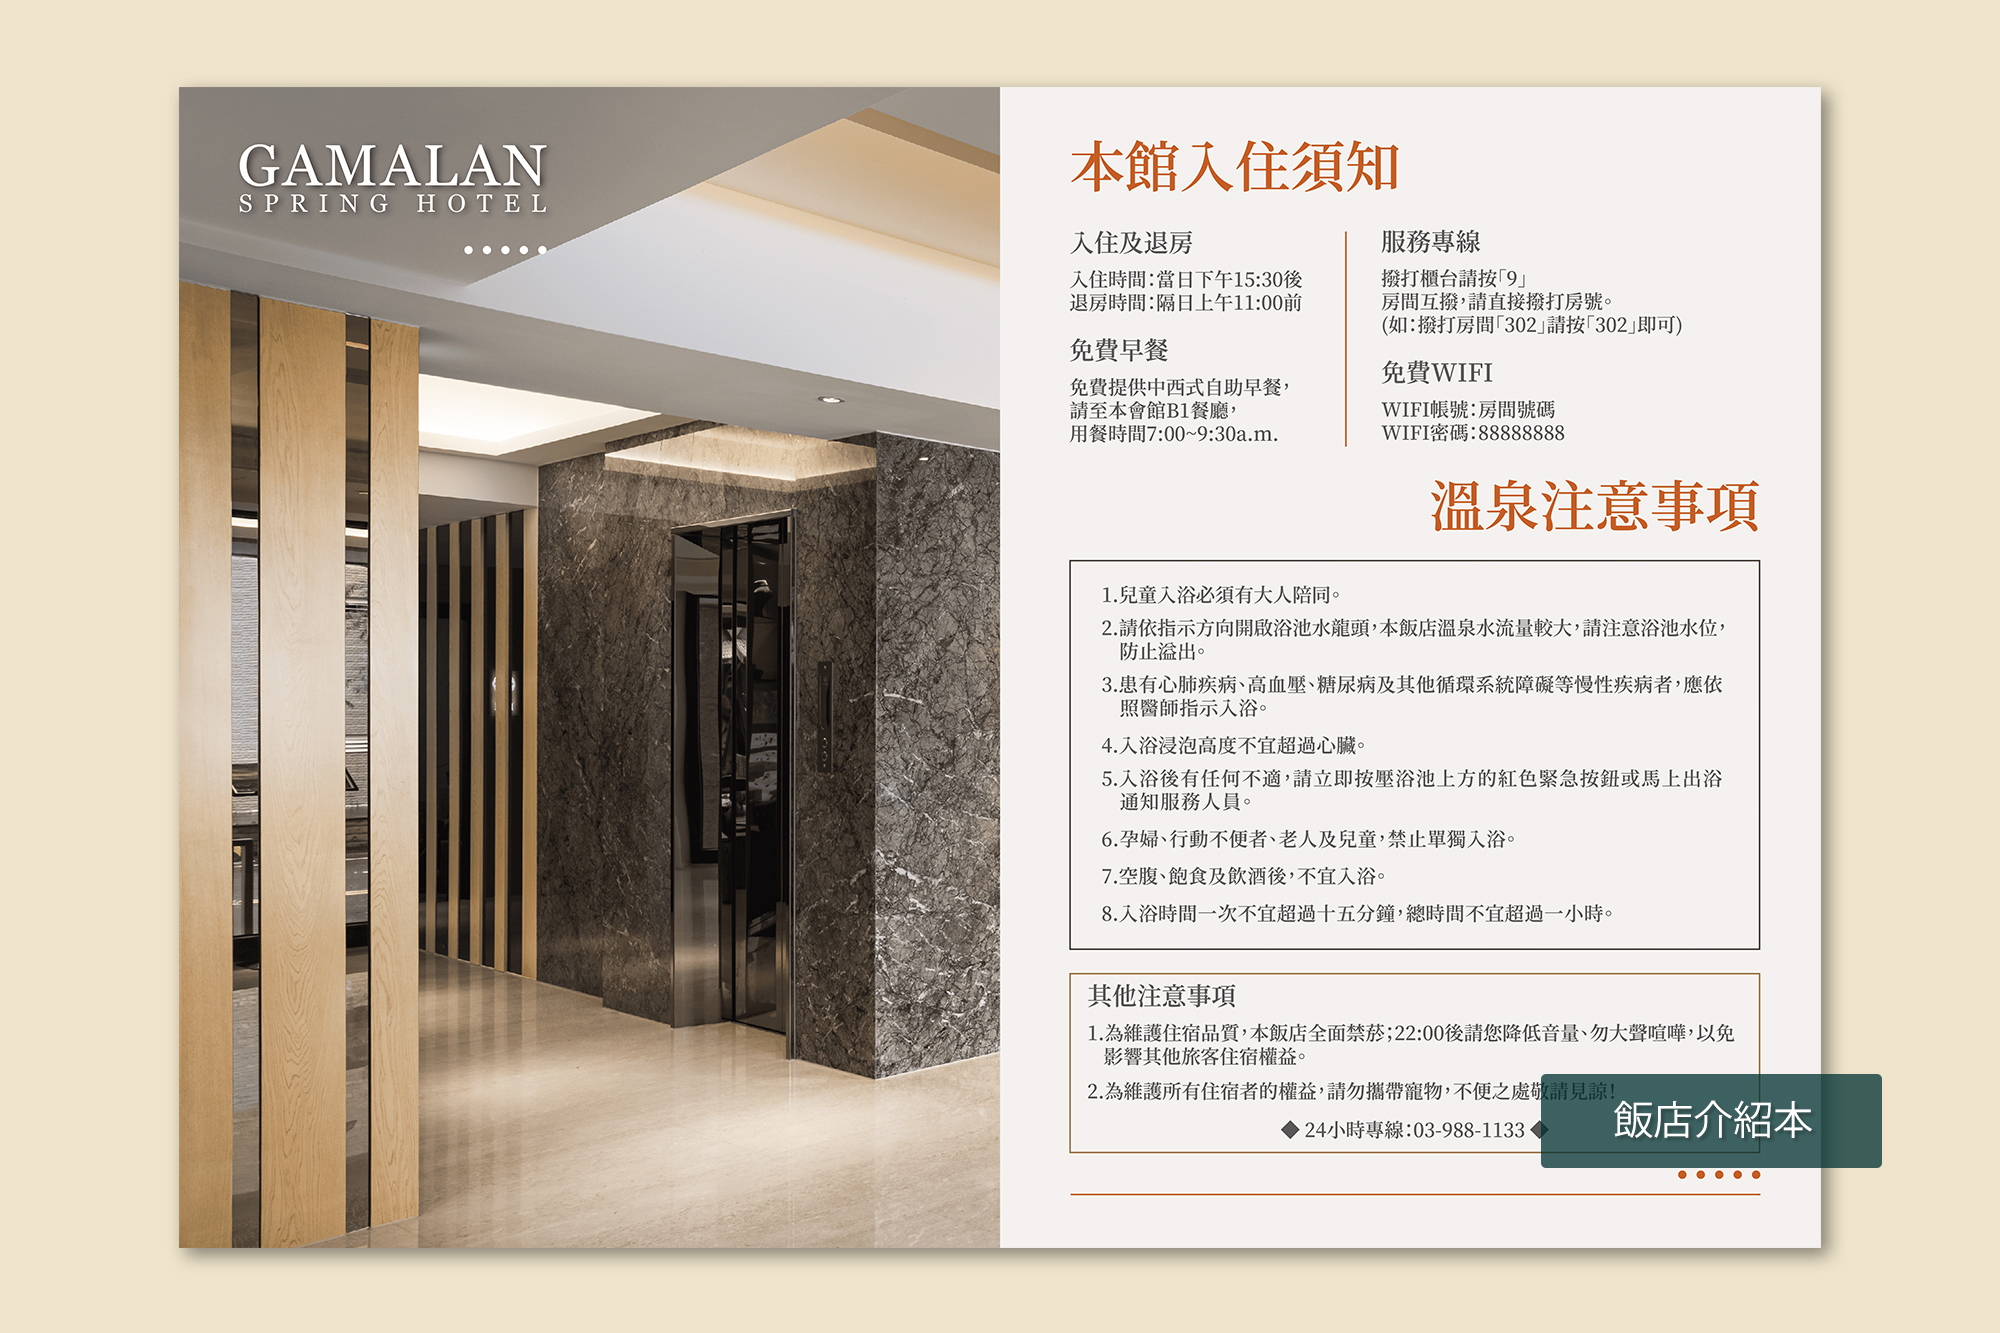 GAMALAN
SPRING HOTEL
本館入住須知
入住及退房
入住時間：當日下午15:30後
退房時間：隔日上午11:00前
免費早餐
免費提供中西式自助早餐，
請至本會館B1餐廳，
用餐時間7:00~9:30a.m.
服務專線
撥打櫃台請按「9」
房間互撥，請直接撥打房號。
(如：撥打房間「302」請按「302」即可)
免費WIFI
WIFI帳號：房間號碼
WIFI密碼：88888888
溫泉注意事項
1.兒童入浴必須有大人陪同。
2.請依指示方向開啟浴池水龍頭，本飯店溫泉水流量較大，請注意浴池水位，
防止溢出。
3.患有心肺疾病、高血壓、糖尿病及其他循環系統障礙等慢性疾病者，應依
照醫師指示入浴。
4.入浴浸泡高度不宜超過心臟。
5.入浴後有任何不適，請立即按壓浴池上方的紅色緊急按鈕或馬上出浴
通知服務人員。
6.孕婦、行動不便者、老人及兒童，禁止單獨入浴。
7.空腹、飽食及飲酒後，不宜入浴。
8.入浴時間一次不宜超過十五分鐘，總時間不宜超過一小時。
其他注意事項
1.為維護住宿品質，本飯店全面禁菸；22:00後請您降低音量、勿大聲喧嘩，以免
影響其他旅客住宿權益。
2.為維護所有住宿者的權益，請勿攜帶寵物，不便之處敬請見諒！
◆ 24小時專線：03-988-1133 ◆
飯店介紹本